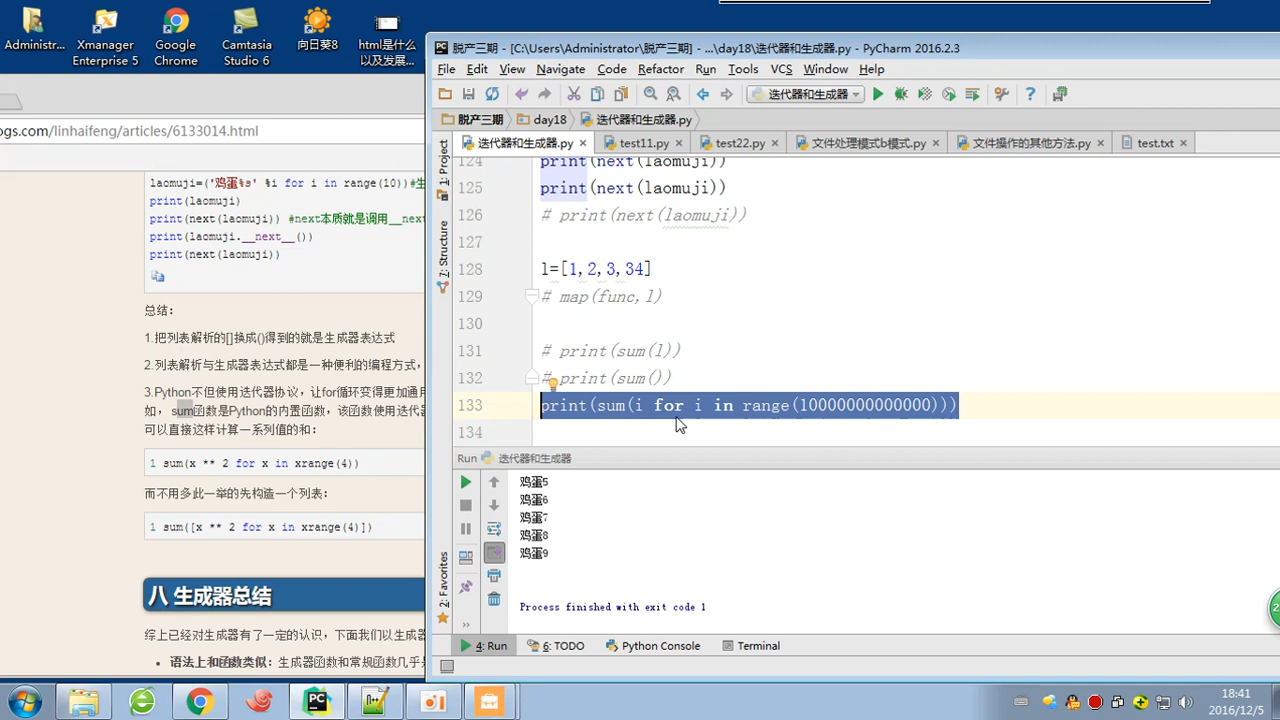 Administr...
Xmanager
Enterprise 5
Google
Chrome
Camtasia
Studio 6
向日葵8
html是什么
以及发展...
脱产三期 - [C:\Users\Administrator\脱产三期] - ...\day18\迭代器和生成器.py - PyCharm 2016.2.3
File Edit View Navigate Code Refactor Run Tools VCS Window Help
迭代器和生成器
脱产三期 day18 迭代器和生成器.py
迭代器和生成器.py test11.py test22.py 文件处理模式b模式.py 文件操作的其他方法.py test.txt
1: Project
7: Structure
2: Favorites
ogs.com/linhaifeng/articles/6133014.html
laomuji=('鸡蛋%s' %i for i in range(10))#生
print(laomuji)
print(next(laomuji)) #next本质就是调用__next
print(laomuji.__next__())
print(next(laomuji))
总结:
1.把列表解析的[]换成()得到的就是生成器表达式
2.列表解析与生成器表达式都是一种便利的编程方式,
3.Python不但使用迭代器协议，让for循环变得更加通用
如，sum函数是Python的内置函数，该函数使用迭代
可以直接这样计算一系列值的和:
1 sum(x ** 2 for x in xrange(4))
而不用多此一举的先构造一个列表:
1 sum([x ** 2 for x in xrange(4)])
八 生成器总结
综上已经对生成器有了一定的认识，下面我们以生成器
• 语法上和函数类似：生成器函数和常规函数几乎
124 print(next(laomuji))
125 print(next(laomuji))
126 # print(next(laomuji))
127
128 l=[1,2,3,34]
129 # map(func,l)
130
131 # print(sum(l))
132 # print(sum())
133 print(sum(i for i in range(10000000000000)))
134
Run 迭代器和生成器
鸡蛋5
鸡蛋6
鸡蛋7
鸡蛋8
鸡蛋9
Process finished with exit code 1
4: Run 6: TODO Python Console Terminal
18:41
2016/12/5